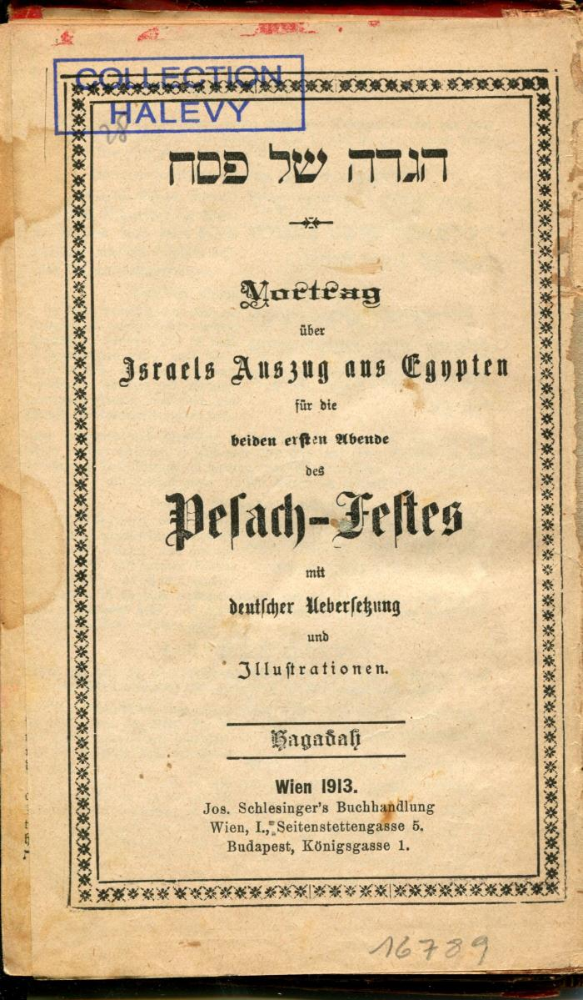 COLLECTION
HALEVY
28
הגדה של פסח
Vortrag
über
Israels Auszug aus Egypten
für die
beiden ersten Abende
des
Pesach-Festes
mit
deutscher Uebersetzung
und
Illustrationen.
Hagadah
Wien 1913.
Jos. Schlesinger's Buchhandlung
Wien, I., Seitenstettengasse 5.
Budapest, Königsgasse 1.
16789